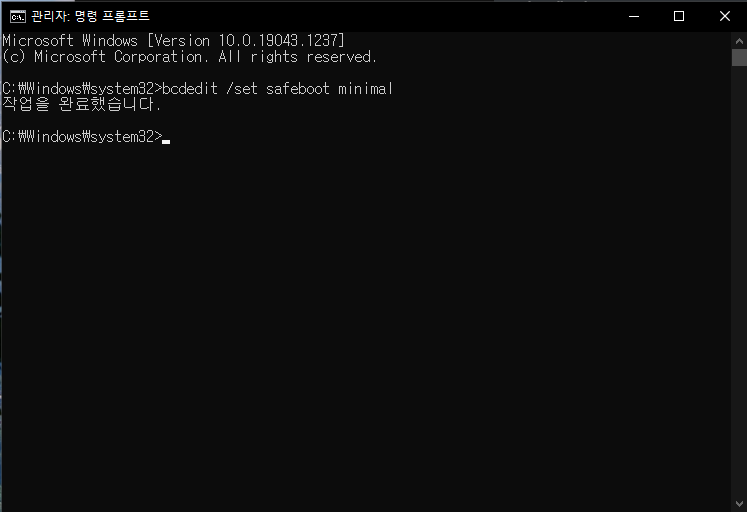 관리자: 명령 프롬프트
Microsoft Windows [Version 10.0.19043.1237]
(c) Microsoft Corporation. All rights reserved.
C:₩Windows₩system32>bcdedit /set safeboot minimal
작업을 완료했습니다.
C:₩Windows₩system32>